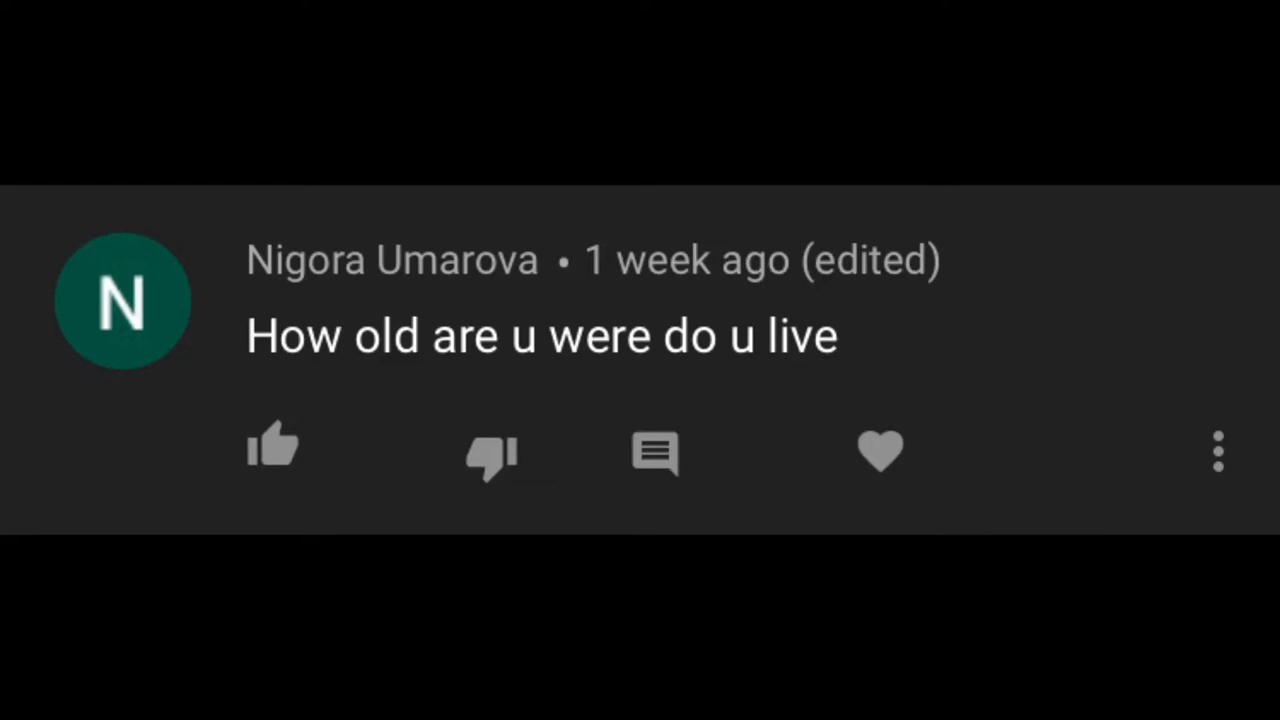 N
Nigora Umarova • 1 week ago (edited)
How old are u were do u live